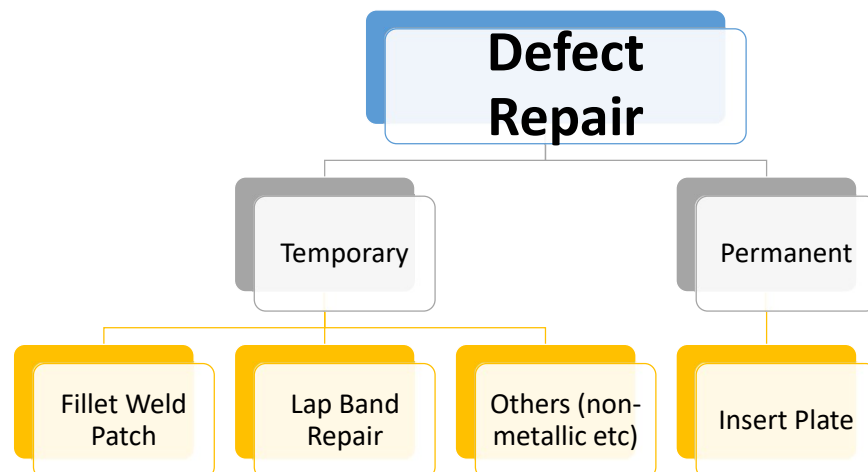 Defect
Repair
Temporary
Permanent
Fillet Weld
Patch
Lap Band
Repair
Others (non-
metallic etc)
Insert Plate